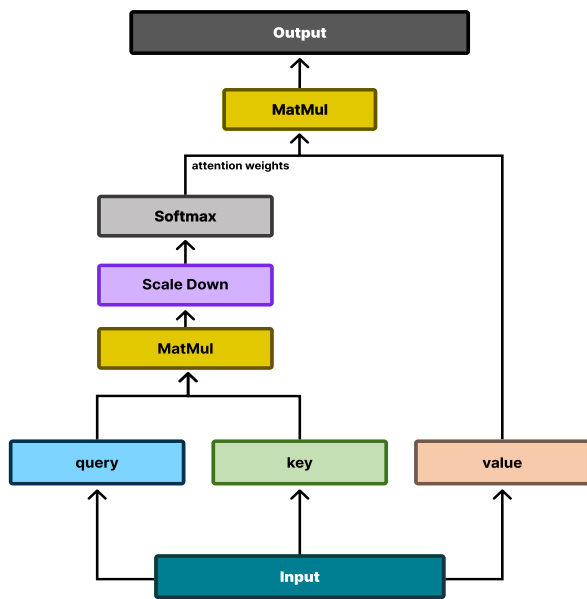 Output
MatMul
attention weights
Softmax
Scale Down
MatMul
query
key
value
Input